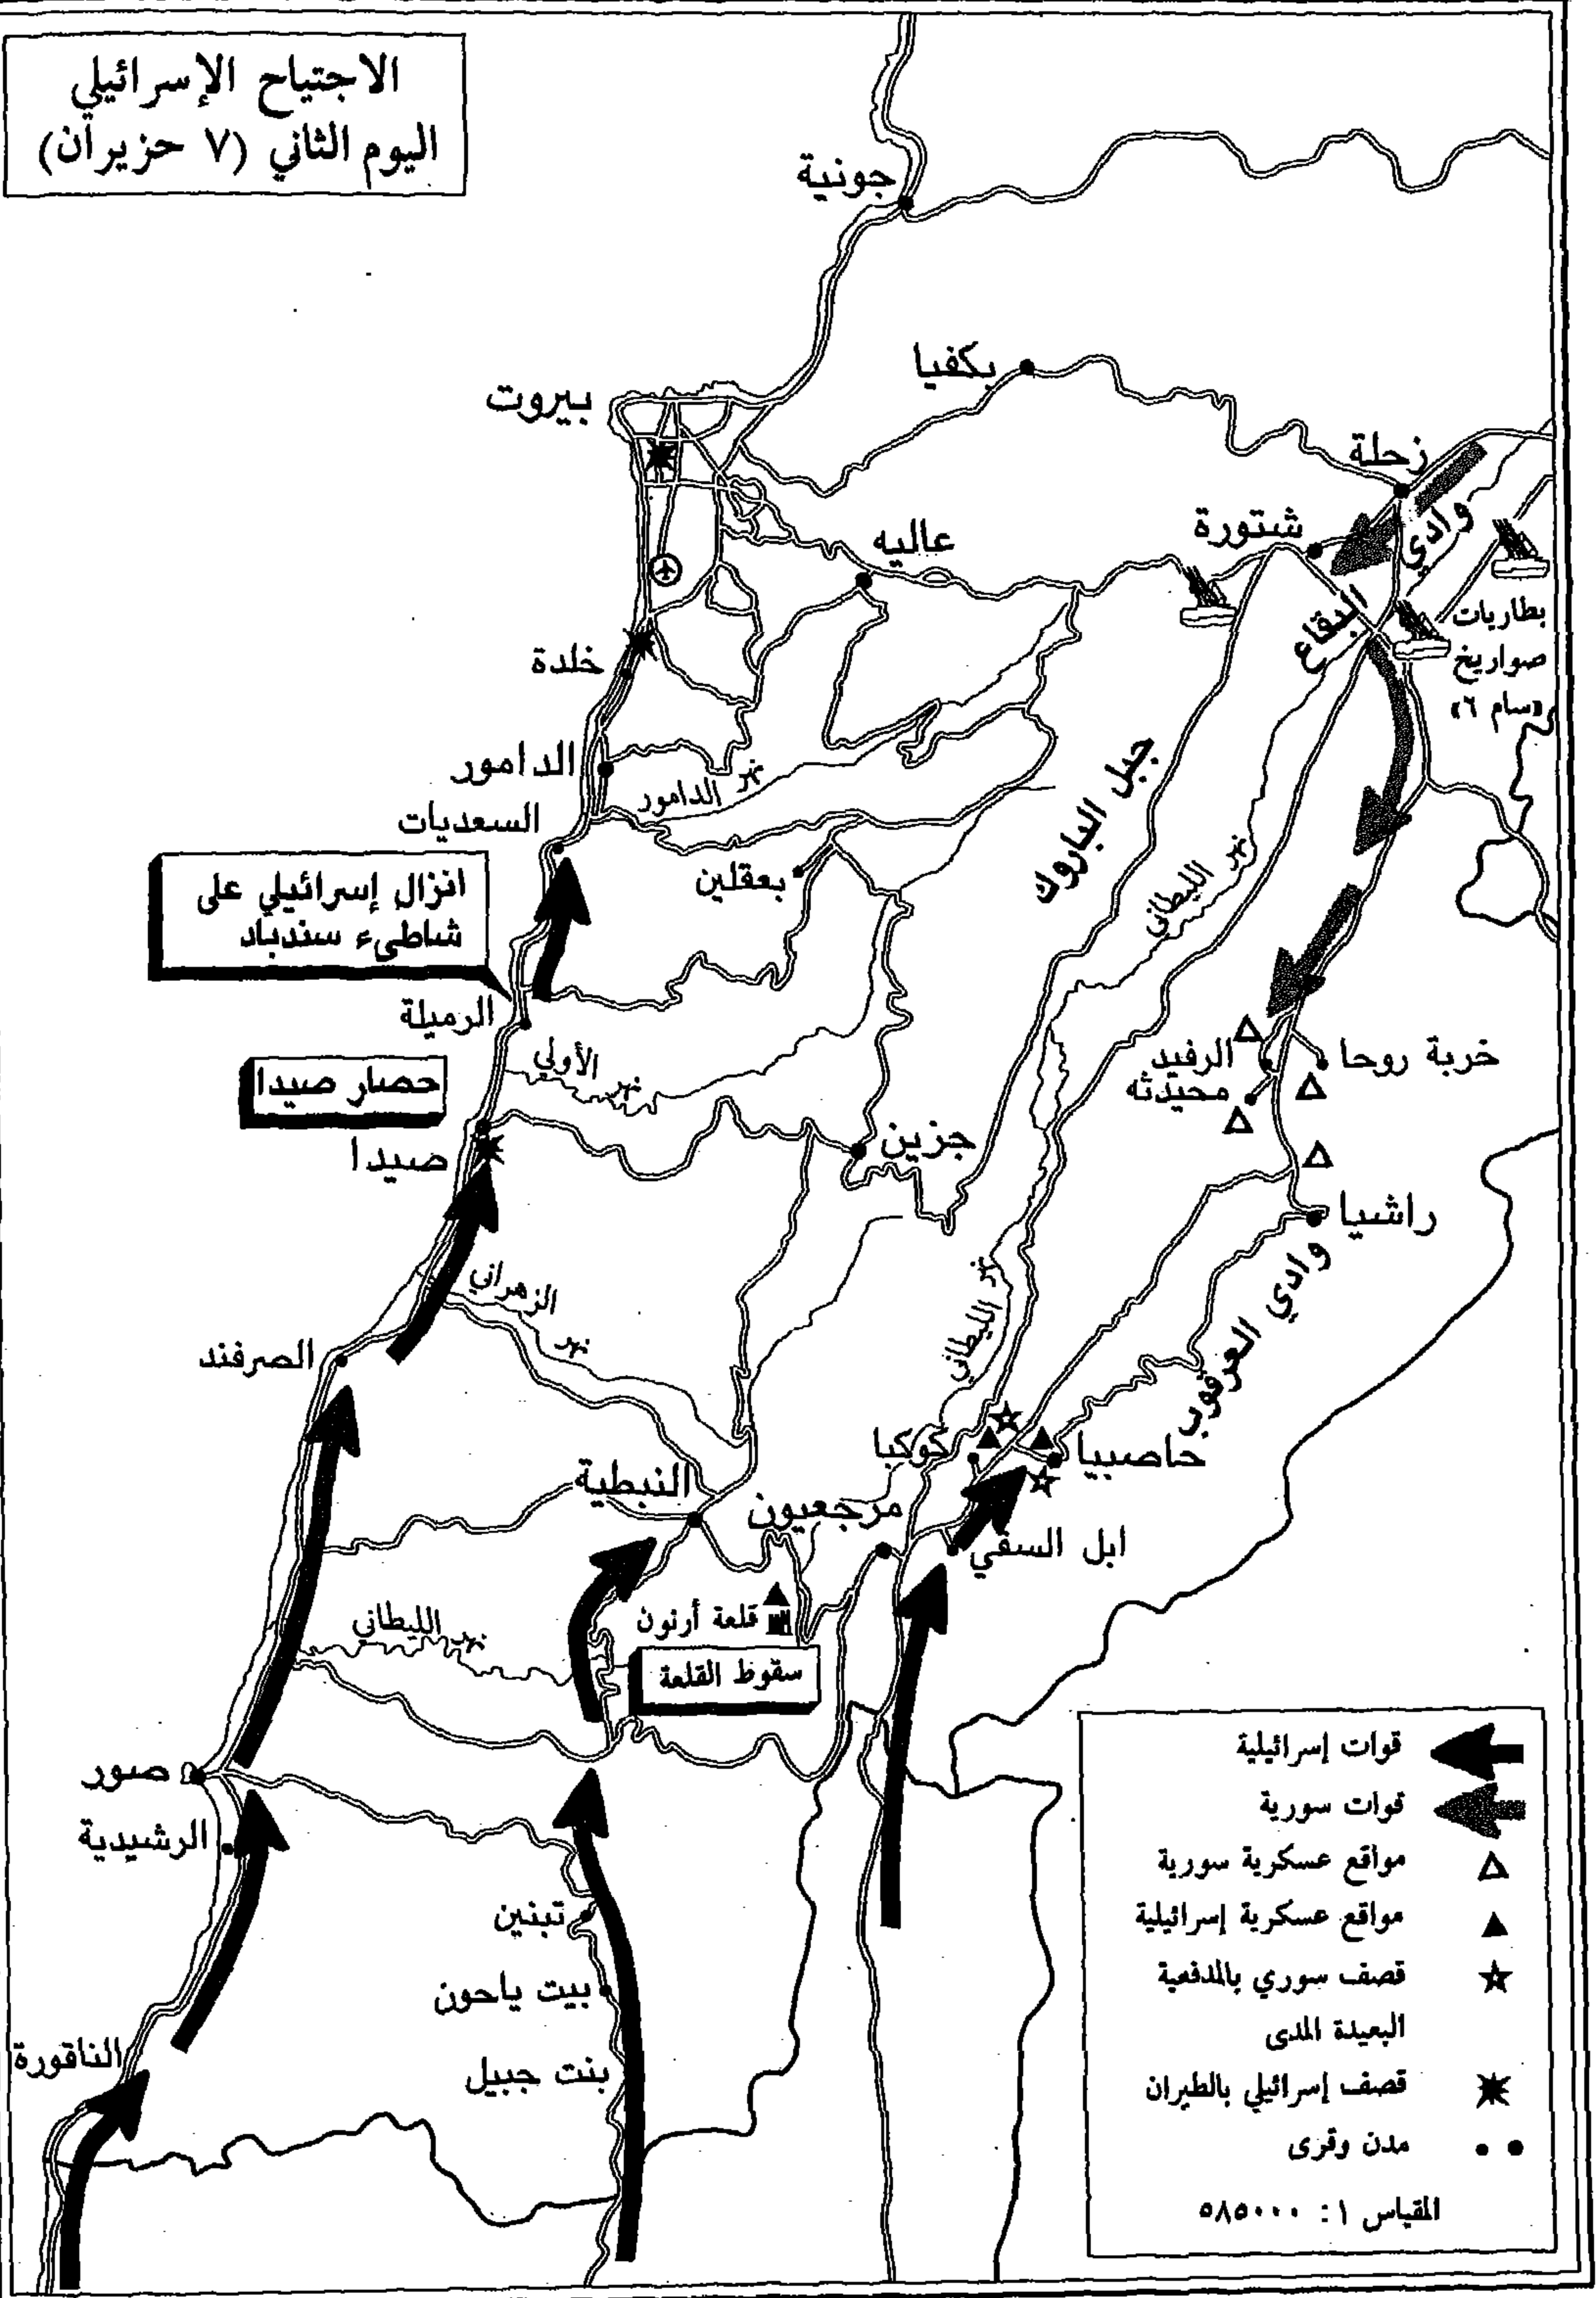 الاجتياح الإسرائيلي
اليوم الثاني (٧ حزيران)
جونية
بكفيا
بيروت
زحلة
شتورة
وادي
البقاع
عاليه
بطاريات
صواريخ
«سام ٦»
خلدة
الدامور
نهر الدامور
السعديات
جبل الباروك
بعقلين
نهر الليطاني
انزال إسرائيلي على
شاطىء سندباد
الرميلة
نهر الأولي
الرفيد
خربة روحا
محيدثه
حصار صيدا
صيدا
جزين
راشيا
وادي العرقوب
نهر الزهراني
نهر الليطاني
الصرفند
كوكبا
حاصبيا
النبطية
مرجعيون
ابل السقي
نهر الليطاني
قلعة أرنون
سقوط القلعة
صور
الرشيدية
تبنين
بيت ياحون
بنت جبيل
الناقورة
قوات إسرائيلية
قوات سورية
مواقع عسكرية سورية
مواقع عسكرية إسرائيلية
قصف سوري بالمدفعية
البعيدة المدى
قصف إسرائيلي بالطيران
مدن وقرى
المقياس ١: ٥٨٥٠٠٠